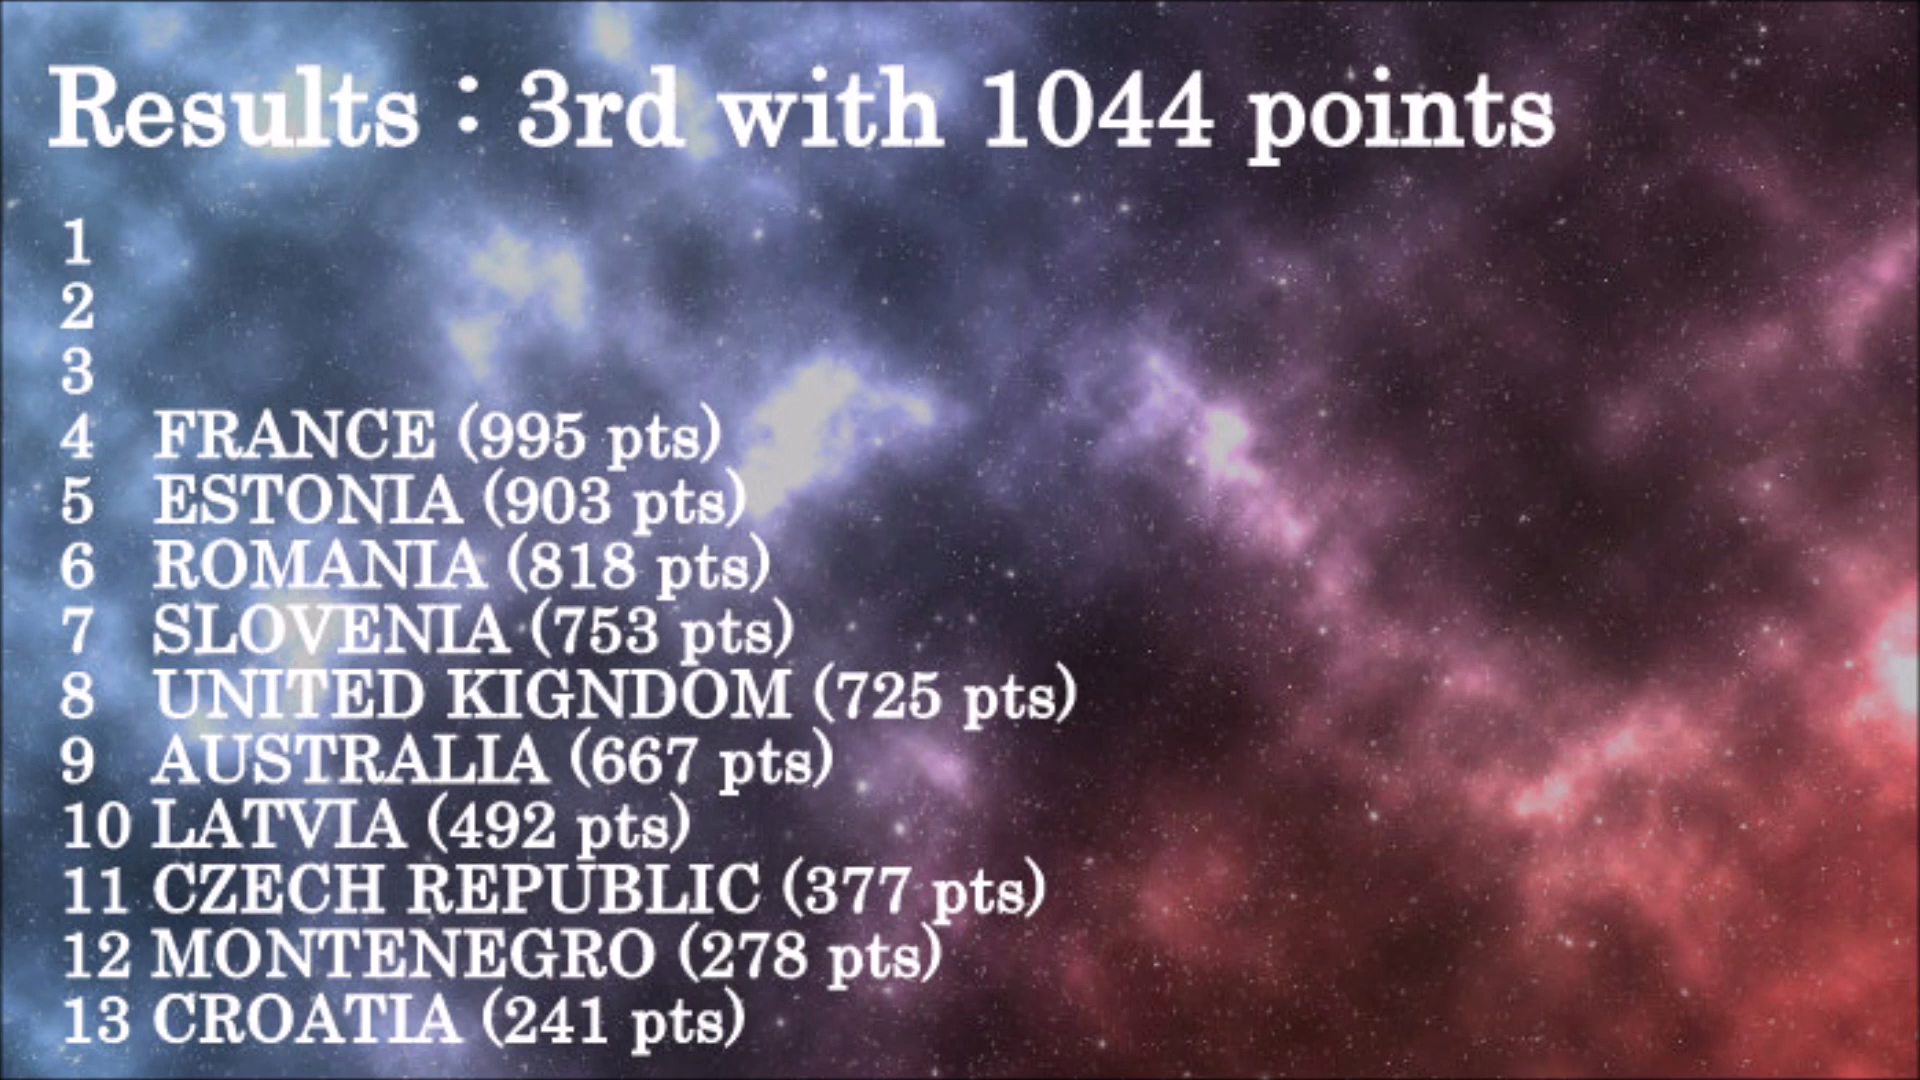 Results : 3rd with 1044 points
1
2
3
4 FRANCE (995 pts)
5 ESTONIA (903 pts)
6 ROMANIA (818 pts)
7 SLOVENIA (753 pts)
8 UNITED KIGNDOM (725 pts)
9 AUSTRALIA (667 pts)
10 LATVIA (492 pts)
11 CZECH REPUBLIC (377 pts)
12 MONTENEGRO (278 pts)
13 CROATIA (241 pts)